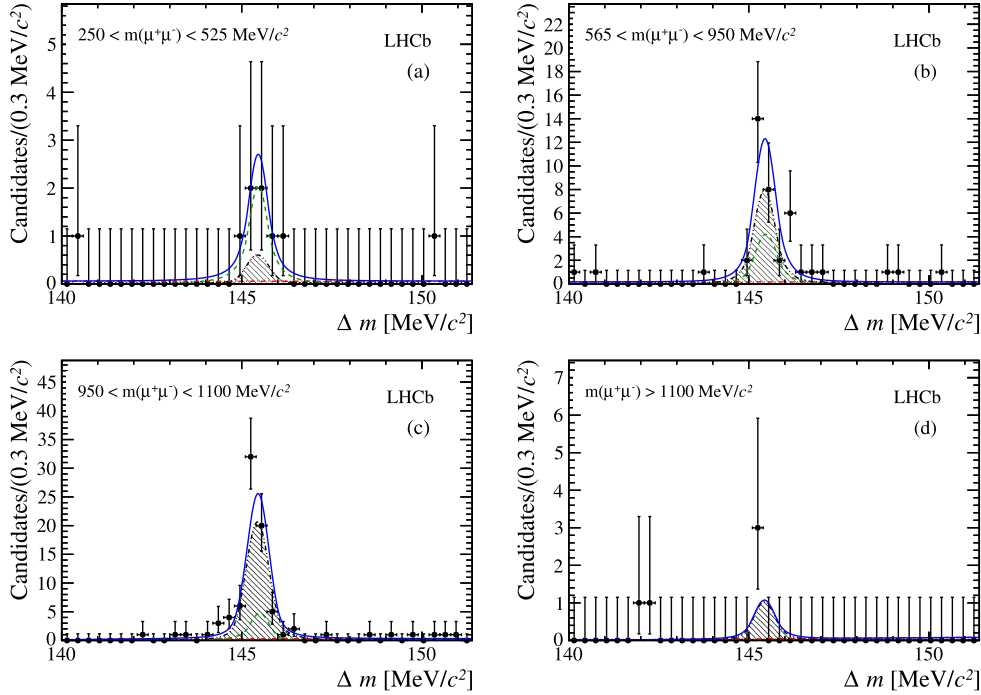 250 < m(μ⁺μ⁻) < 525 MeV/c²
LHCb
(a)
Candidates/(0.3 MeV/c²)
0
1
2
3
4
5
140
145
150
Δ m [MeV/c²]
565 < m(μ⁺μ⁻) < 950 MeV/c²
LHCb
(b)
Candidates/(0.3 MeV/c²)
0
2
4
6
8
10
12
14
16
18
20
22
140
145
150
Δ m [MeV/c²]
950 < m(μ⁺μ⁻) < 1100 MeV/c²
LHCb
(c)
Candidates/(0.3 MeV/c²)
0
5
10
15
20
25
30
35
40
45
140
145
150
Δ m [MeV/c²]
m(μ⁺μ⁻) > 1100 MeV/c²
LHCb
(d)
Candidates/(0.3 MeV/c²)
0
1
2
3
4
5
6
7
140
145
150
Δ m [MeV/c²]